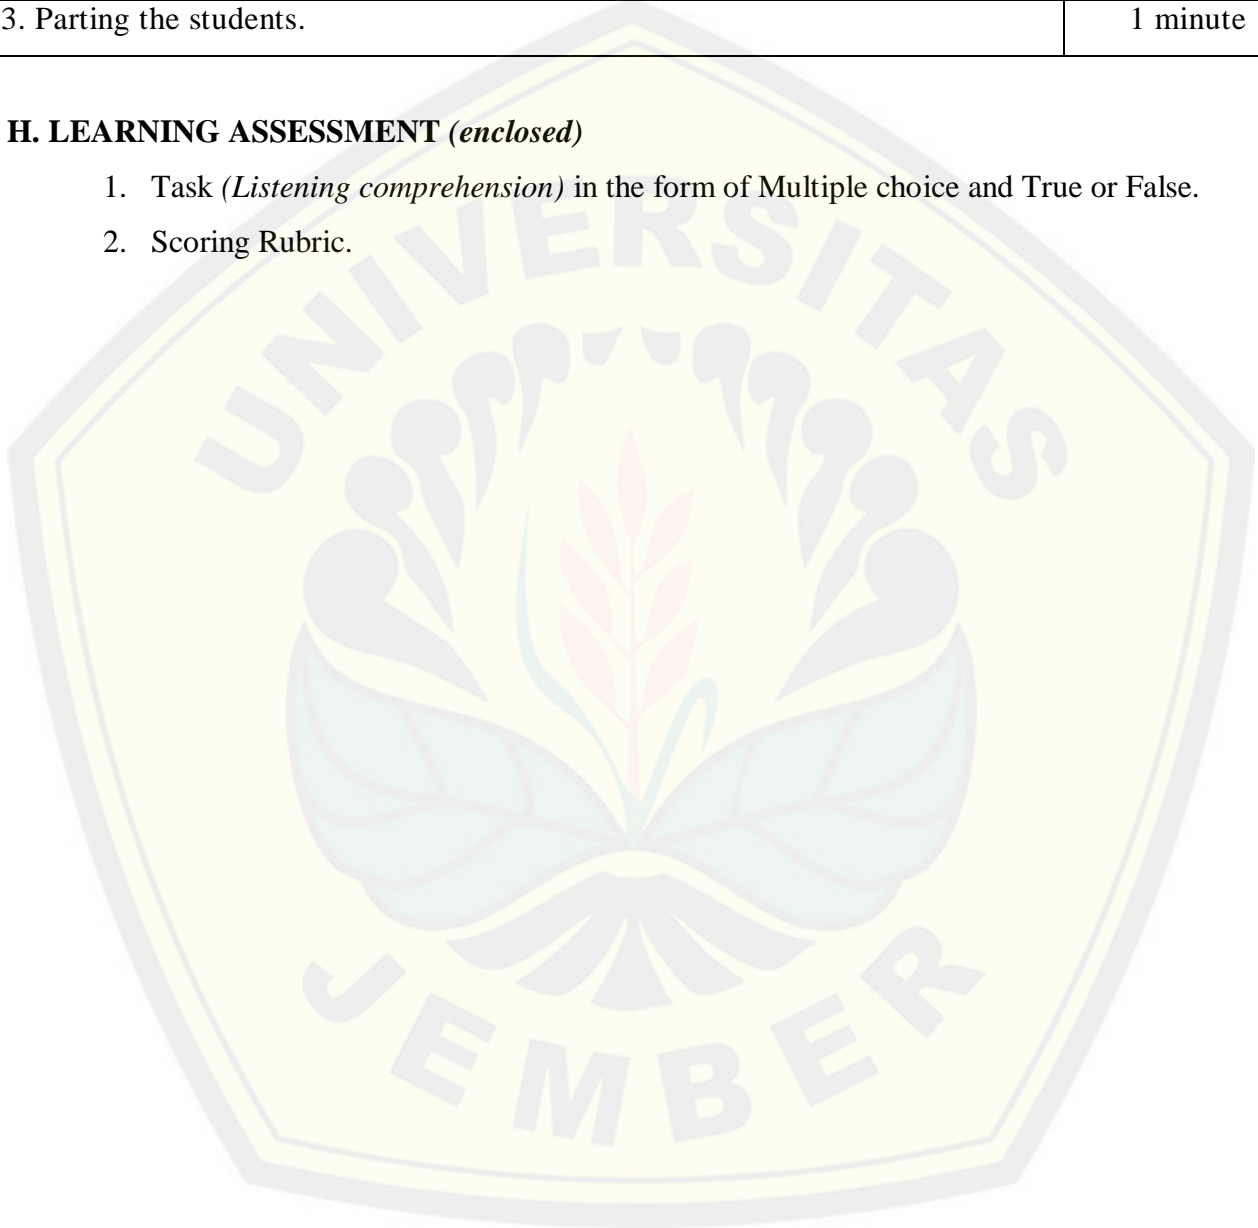 3. Parting the students. 1 minute
H. LEARNING ASSESSMENT (enclosed)
1. Task (Listening comprehension) in the form of Multiple choice and True or False.
2. Scoring Rubric.
UNIVERSITAS
JEMBER